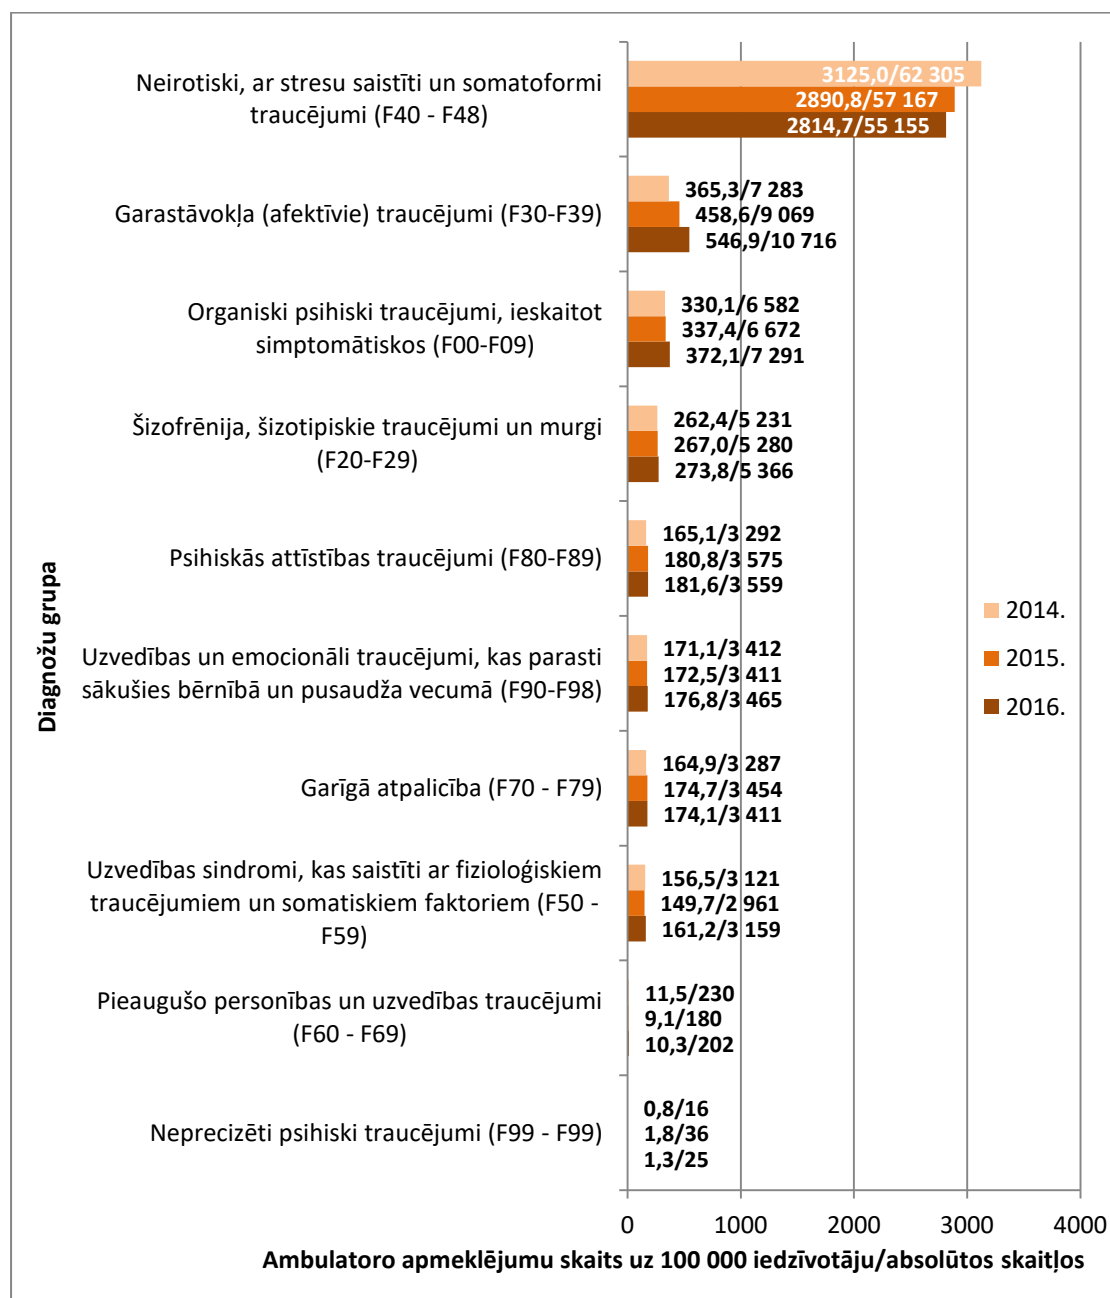 Neirotiski, ar stresu saistīti un somatoformi
traucējumi (F40 - F48)
3125,0/62 305
2890,8/57 167
2814,7/55 155
Garastāvokļa (afektīvie) traucējumi (F30-F39)
365,3/7 283
458,6/9 069
546,9/10 716
Organiski psihiski traucējumi, ieskaitot
simptomātiskos (F00-F09)
330,1/6 582
337,4/6 672
372,1/7 291
Šizofrēnija, šizotipiskie traucējumi un murgi
(F20-F29)
262,4/5 231
267,0/5 280
273,8/5 366
Psihiskās attīstības traucējumi (F80-F89)
165,1/3 292
180,8/3 575
181,6/3 559
Uzvedības un emocionāli traucējumi, kas parasti
sākušies bērnībā un pusaudža vecumā (F90-F98)
171,1/3 412
172,5/3 411
176,8/3 465
Garīgā atpalicība (F70 - F79)
164,9/3 287
174,7/3 454
174,1/3 411
Uzvedības sindromi, kas saistīti ar fizioloģiskiem
traucējumiem un somatiskiem faktoriem (F50 -
F59)
156,5/3 121
149,7/2 961
161,2/3 159
Pieaugušo personības un uzvedības traucējumi
(F60 - F69)
11,5/230
9,1/180
10,3/202
Neprecizēti psihiski traucējumi (F99 - F99)
0,8/16
1,8/36
1,3/25
Diagnožu grupa
2014.
2015.
2016.
0 1000 2000 3000 4000
Ambulatoro apmeklējumu skaits uz 100 000 iedzīvotāju/absolūtos skaitļos